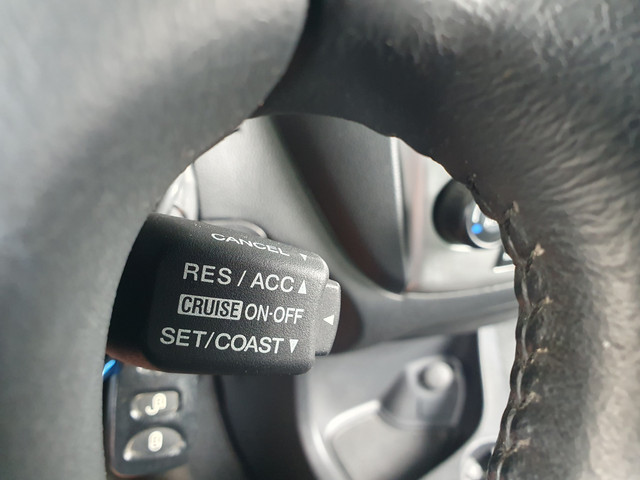 CANCEL ▼
RES / ACC ▲
CRUISE ON·OFF ◀
SET/COAST ▼